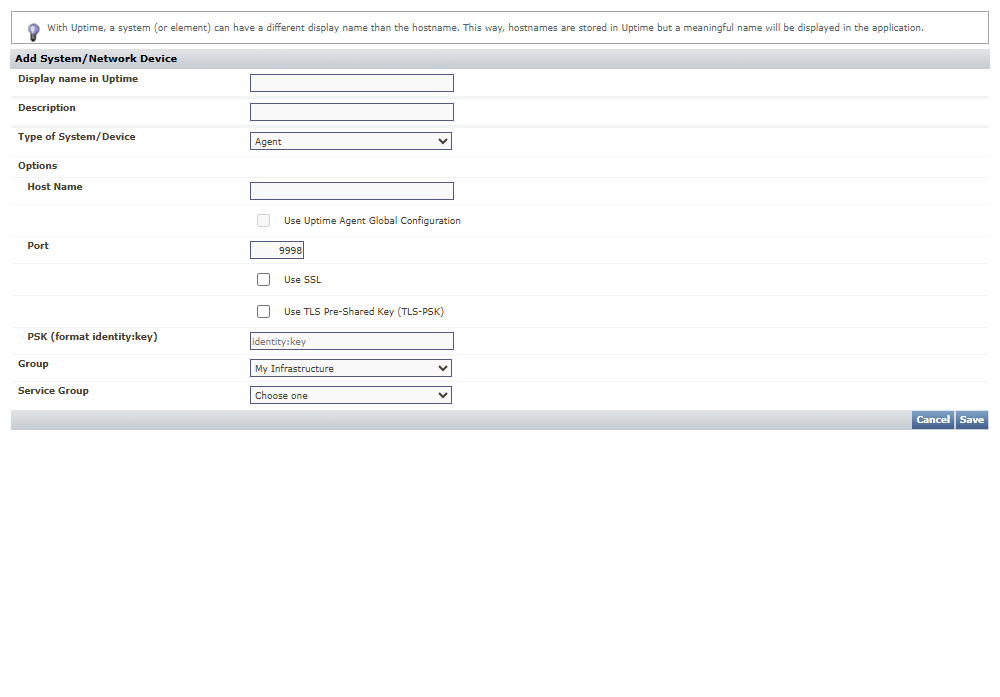 With Uptime, a system (or element) can have a different display name than the hostname. This way, hostnames are stored in Uptime but a meaningful name will be displayed in the application.
Add System/Network Device
Display name in Uptime
Description
Type of System/Device
Agent
Options
Host Name
Use Uptime Agent Global Configuration
Port
9998
Use SSL
Use TLS Pre-Shared Key (TLS-PSK)
PSK (format identity:key)
identity:key
Group
My Infrastructure
Service Group
Choose one
Cancel Save